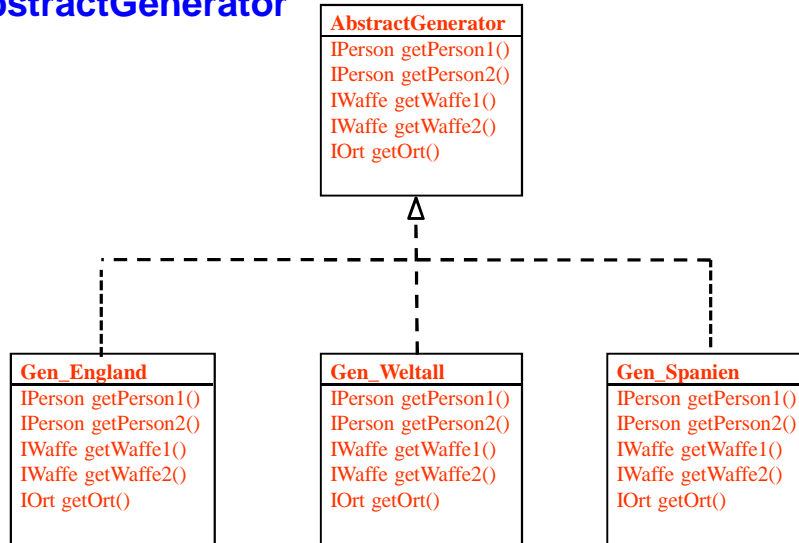 bstractGenerator
AbstractGenerator
IPerson getPerson1()
IPerson getPerson2()
IWaffe getWaffe1()
IWaffe getWaffe2()
IOrt getOrt()
Gen_England
IPerson getPerson1()
IPerson getPerson2()
IWaffe getWaffe1()
IWaffe getWaffe2()
IOrt getOrt()
Gen_Weltall
IPerson getPerson1()
IPerson getPerson2()
IWaffe getWaffe1()
IWaffe getWaffe2()
IOrt getOrt()
Gen_Spanien
IPerson getPerson1()
IPerson getPerson2()
IWaffe getWaffe1()
IWaffe getWaffe2()
IOrt getOrt()